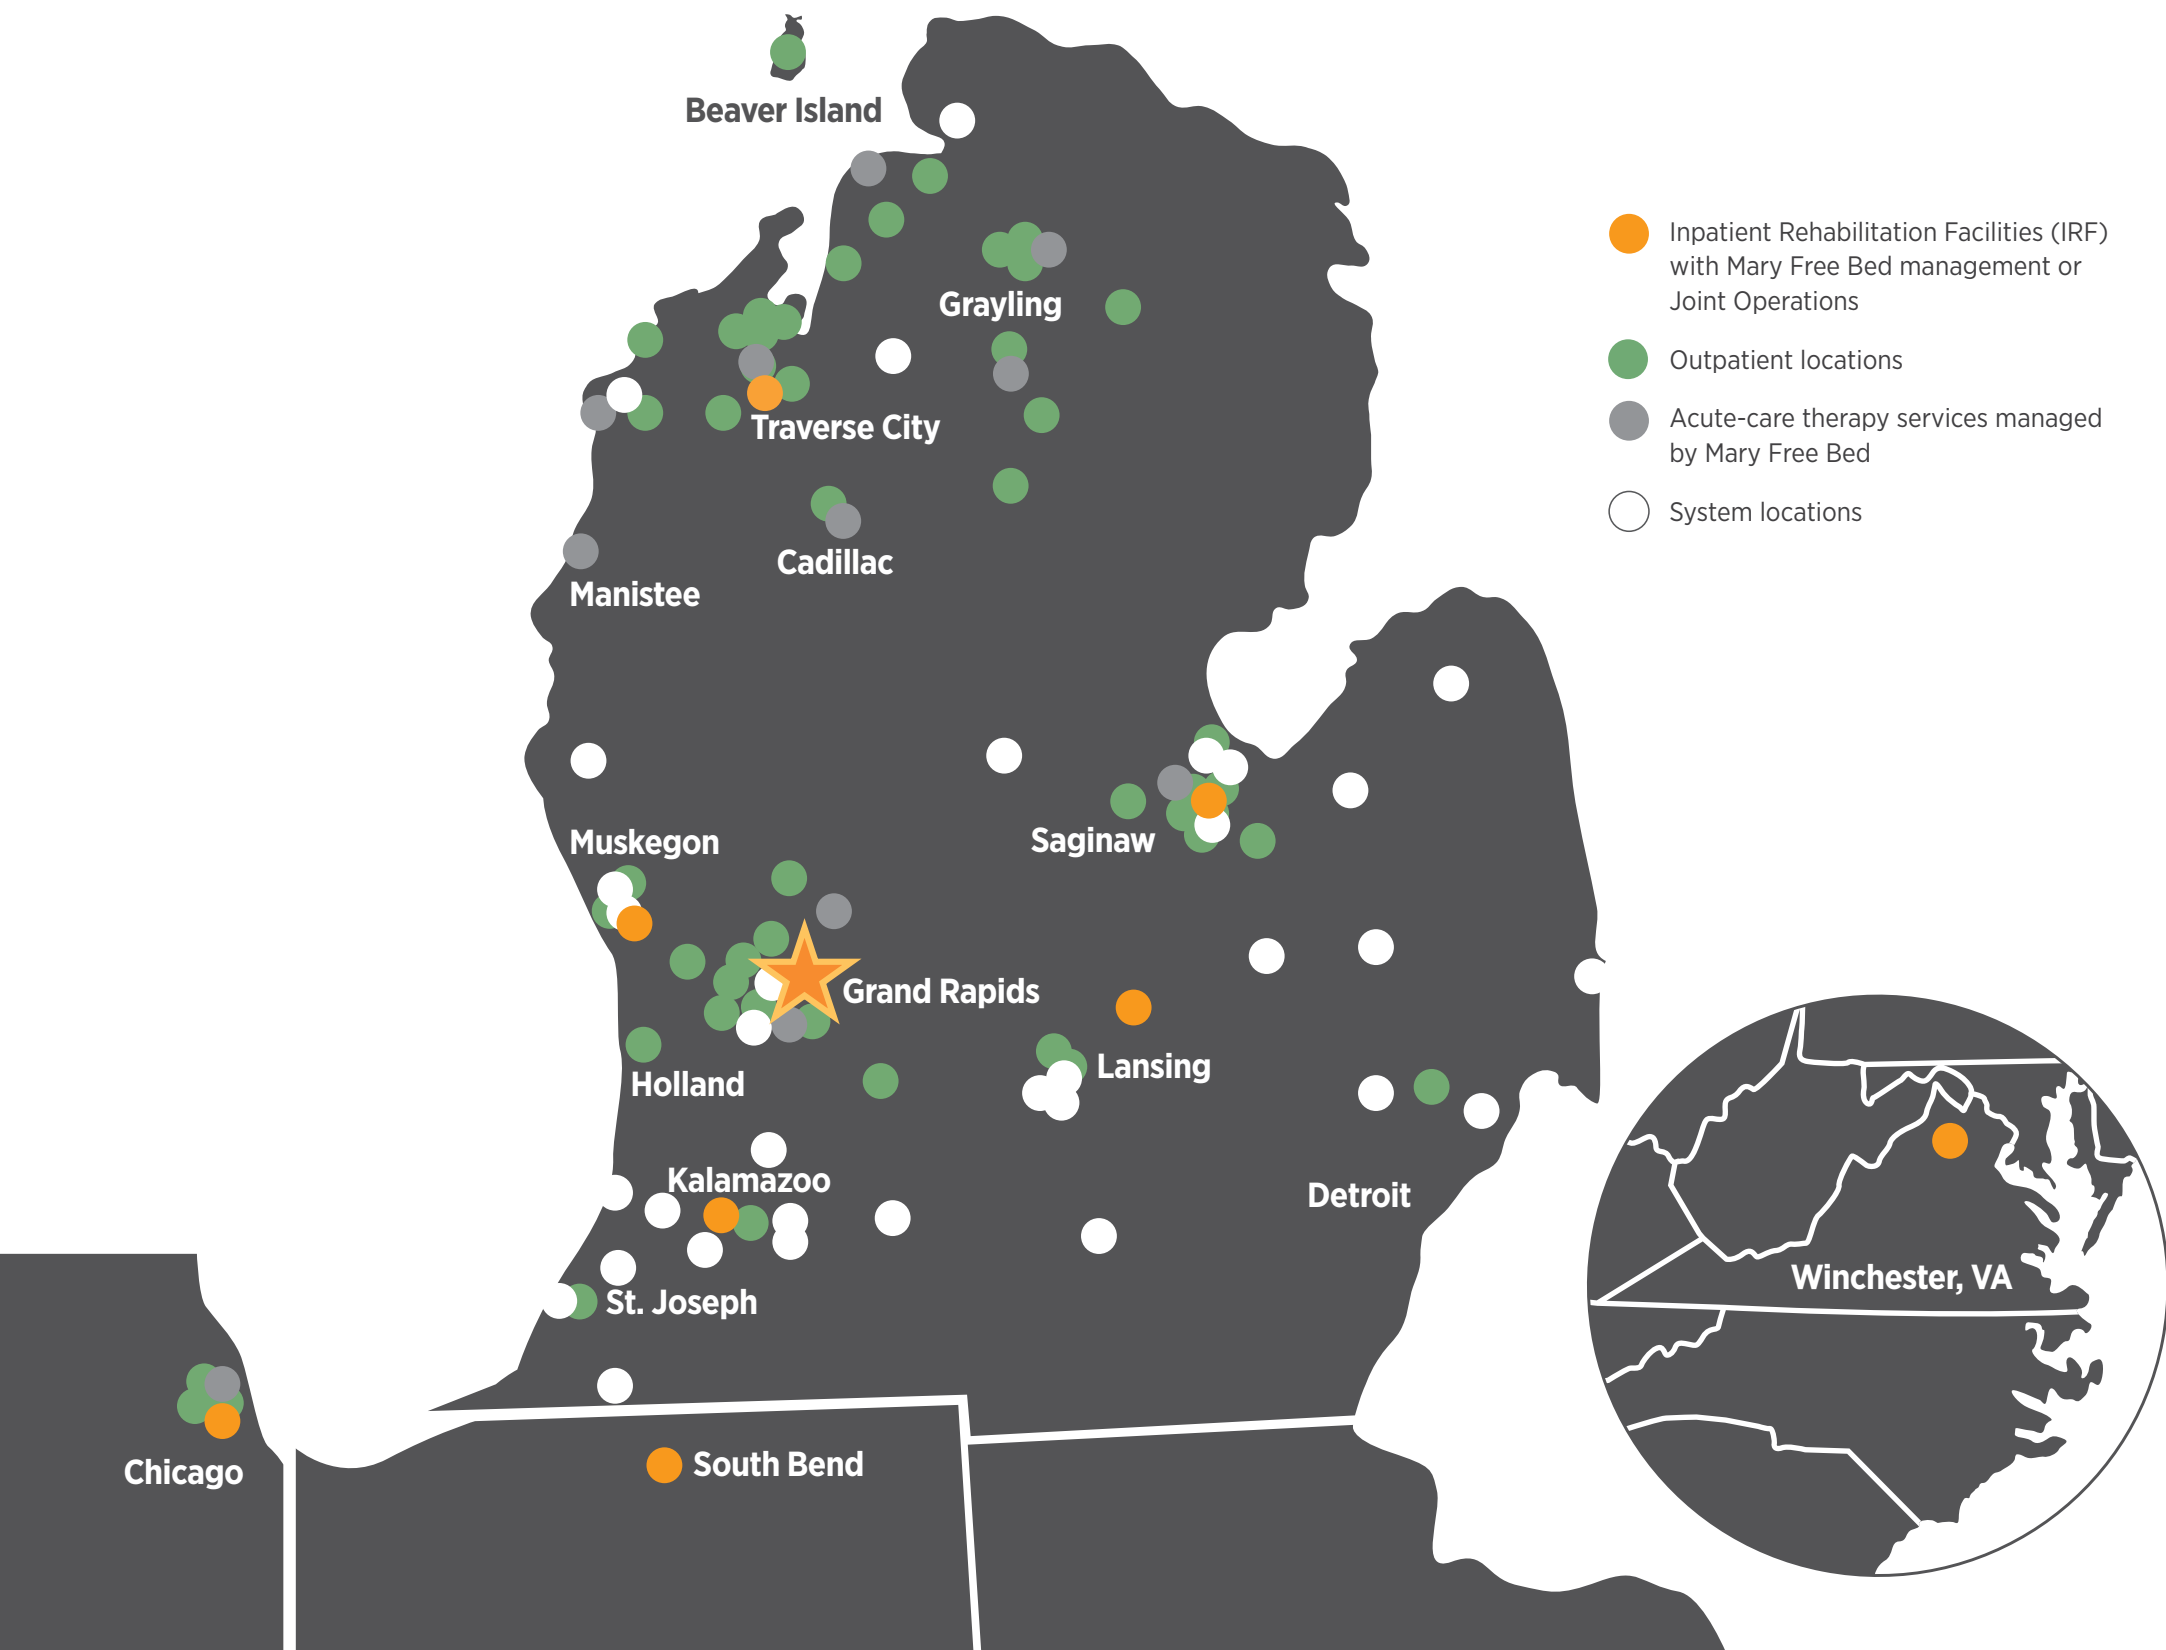 Beaver Island
Inpatient Rehabilitation Facilities (IRF)
with Mary Free Bed management or
Joint Operations
Outpatient locations
Acute-care therapy services managed
by Mary Free Bed
System locations
Grayling
Traverse City
Cadillac
Manistee
Saginaw
Muskegon
Grand Rapids
Lansing
Holland
Kalamazoo
Detroit
Winchester, VA
St. Joseph
South Bend
Chicago